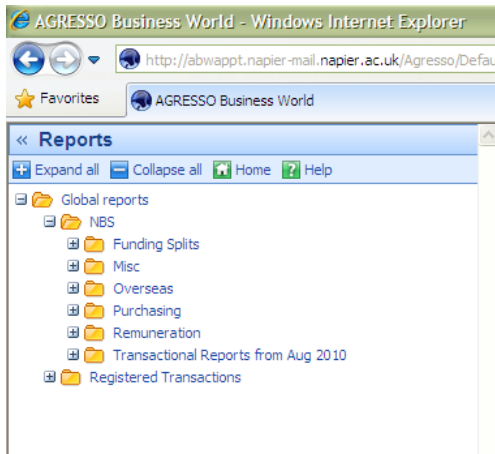 AGRESSO Business World - Windows Internet Explorer
http://abwappt.napier-mail.napier.ac.uk/Agresso/Defau
Favorites AGRESSO Business World
« Reports
Expand all Collapse all Home Help
Global reports
NBS
Funding Splits
Misc
Overseas
Purchasing
Remuneration
Transactional Reports from Aug 2010
Registered Transactions